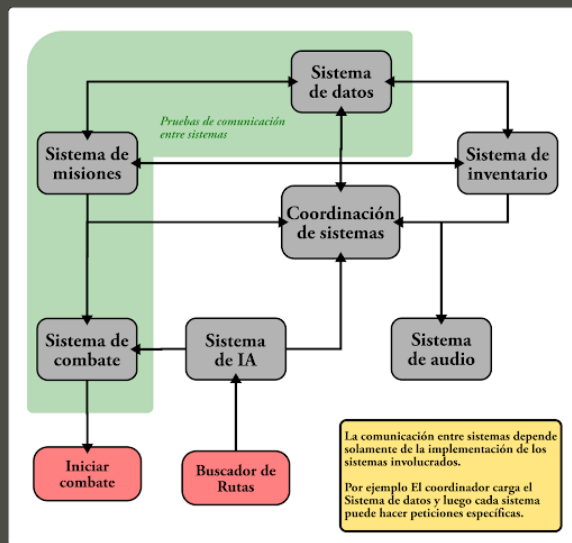 Sistema
de datos
Pruebas de comunicación
entre sistemas
Sistema de
misiones
Sistema de
inventario
Coordinación
de sistemas
Sistema de
combate
Sistema
de IA
Sistema
de audio
Iniciar
combate
Buscador de
Rutas
La comunicación entre sistemas depende
solamente de la implementación de los
sistemas involucrados.
Por ejemplo El coordinador carga el
Sistema de datos y luego cada sistema
puede hacer peticiones específicas.